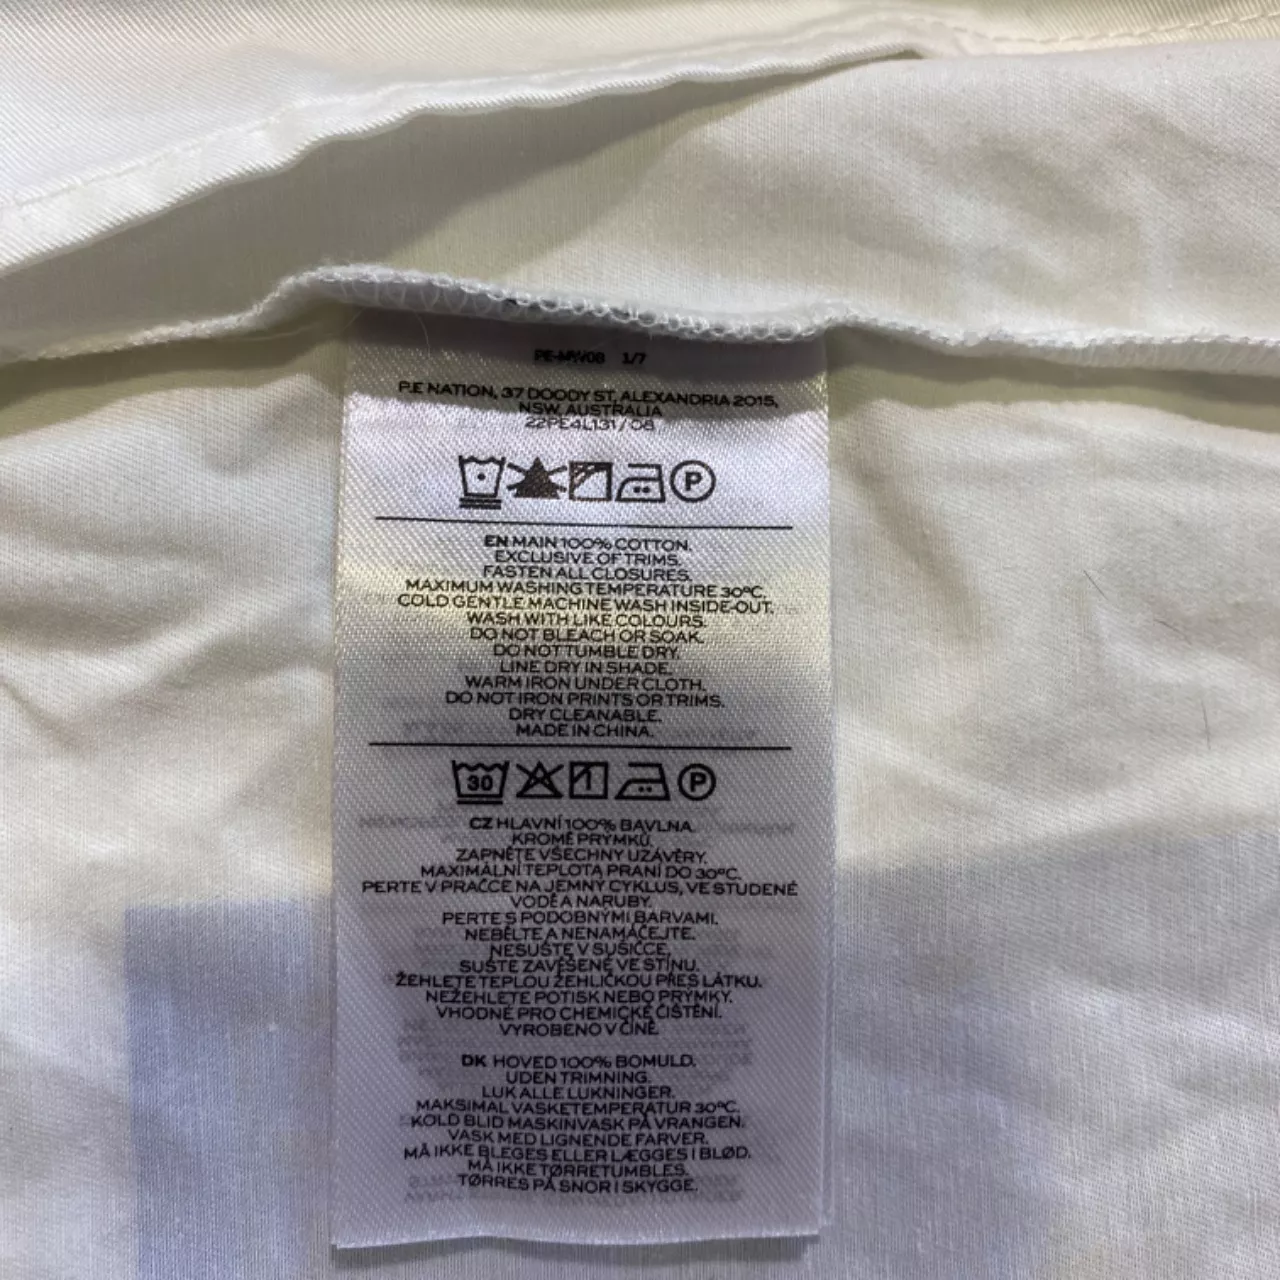 PE-MW08 1/7
P.E NATION, 37 DOODY ST, ALEXANDRIA 2015,
NSW, AUSTRALIA
22PE4L131 / 08
P
EN MAIN 100% COTTON.
EXCLUSIVE OF TRIMS.
FASTEN ALL CLOSURES.
MAXIMUM WASHING TEMPERATURE 30°C.
COLD GENTLE MACHINE WASH INSIDE-OUT.
WASH WITH LIKE COLOURS.
DO NOT BLEACH OR SOAK.
DO NOT TUMBLE DRY.
LINE DRY IN SHADE.
WARM IRON UNDER CLOTH.
DO NOT IRON PRINTS OR TRIMS.
DRY CLEANABLE.
MADE IN CHINA.
30 P
CZ HLAVNÍ 100% BAVLNA.
KROMĚ PRÝMKŮ.
ZAPNĚTE VŠECHNY UZÁVĚRY.
MAXIMÁLNÍ TEPLOTA PRANÍ DO 30°C.
PERTE V PRAČCE NA JEMNÝ CYKLUS, VE STUDENÉ
VODĚ A NARUBY.
PERTE S PODOBNÝMI BARVAMI.
NEBĚLTE A NENAMÁČEJTE.
NESUŠTE V SUŠIČCE.
SUŠTE ZAVĚŠENÉ VE STÍNU.
ŽEHLETE TEPLOU ŽEHLIČKOU PŘES LÁTKU.
NEŽEHLETE POTISK NEBO PRÝMKY.
VHODNÉ PRO CHEMICKÉ ČIŠTĚNÍ.
VYROBENO V ČÍNĚ.
DK HOVED 100% BOMULD.
UDEN TRIMNING.
LUK ALLE LUKNINGER.
MAKSIMAL VASKETEMPERATUR 30°C.
KOLD BLID MASKINVASK PÅ VRANGEN.
VASK MED LIGNENDE FARVER.
MÅ IKKE BLEGES ELLER LÆGGES I BLØD.
MÅ IKKE TØRRETUMBLES.
TØRRES PÅ SNOR I SKYGGE.